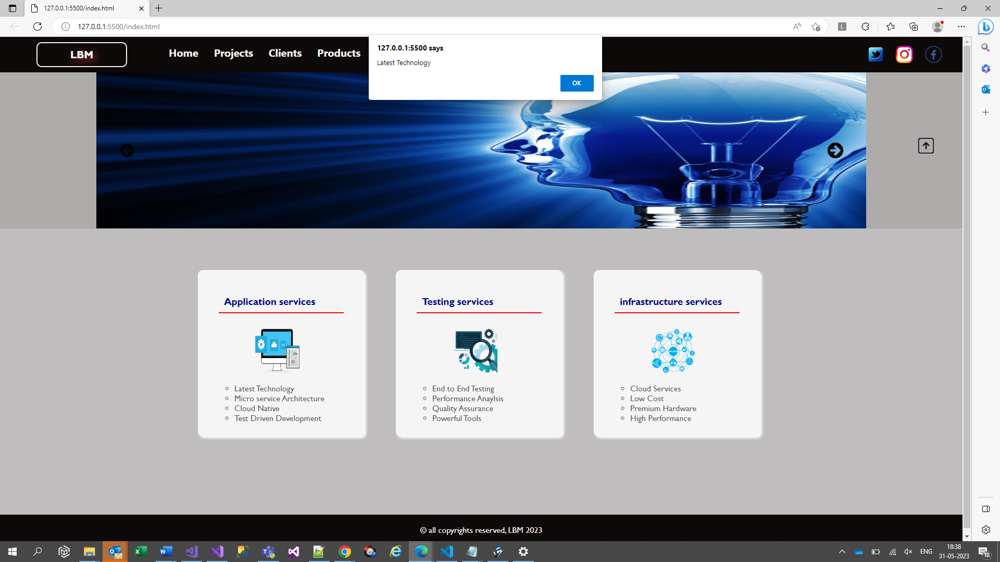 127.0.0.1:5500/index.html
127.0.0.1:5500/index.html
LBM
Home Projects Clients Products
127.0.0.1:5500 says
Latest Technology
OK
Application services
Latest Technology
Micro service Architecture
Cloud Native
Test Driven Development
Testing services
End to End Testing
Performance Anaylsis
Quality Assurance
Powerful Tools
infrastructure services
Cloud Services
Low Cost
Premium Hardware
High Performance
© all copyrights reserved, LBM 2023
ENG
18:38
31-05-2023
18